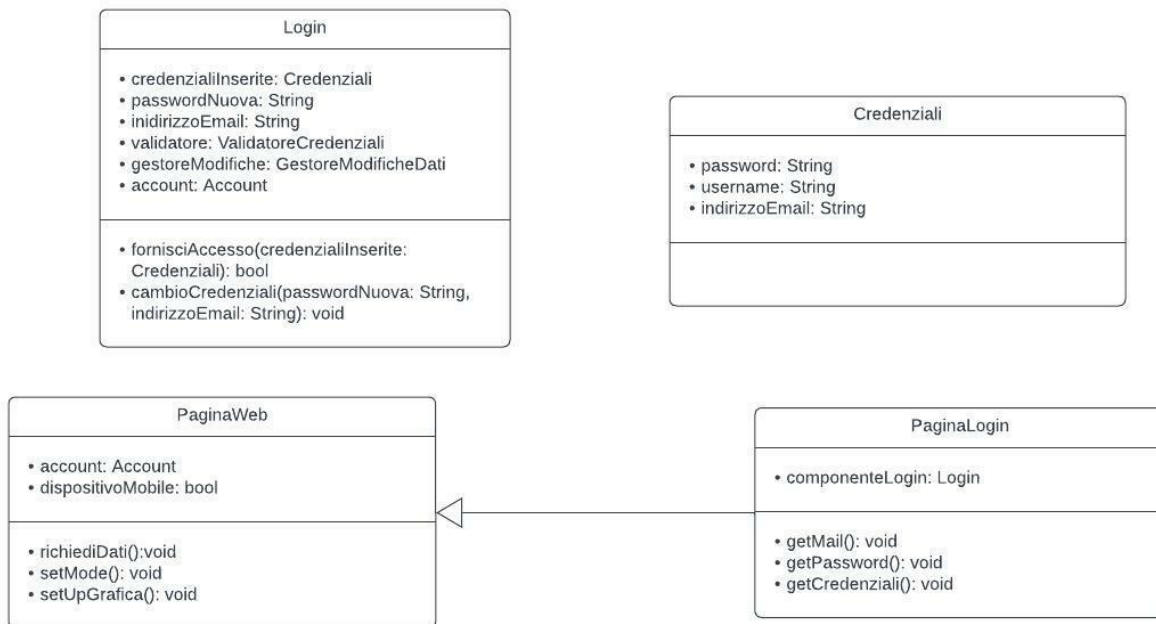 Login
• credenzialiInserite: Credenziali
• passwordNuova: String
• inidirizzoEmail: String
• validatore: ValidatoreCredenziali
• gestoreModifiche: GestoreModificheDati
• account: Account
• fornisciAccesso(credenzialiInserite:
Credenziali): bool
• cambioCredenziali(passwordNuova: String,
indirizzoEmail: String): void
Credenziali
• password: String
• username: String
• indirizzoEmail: String
PaginaWeb
• account: Account
• dispositivoMobile: bool
• richiediDati():void
• setMode(): void
• setUpGrafica(): void
PaginaLogin
• componenteLogin: Login
• getMail(): void
• getPassword(): void
• getCredenziali(): void